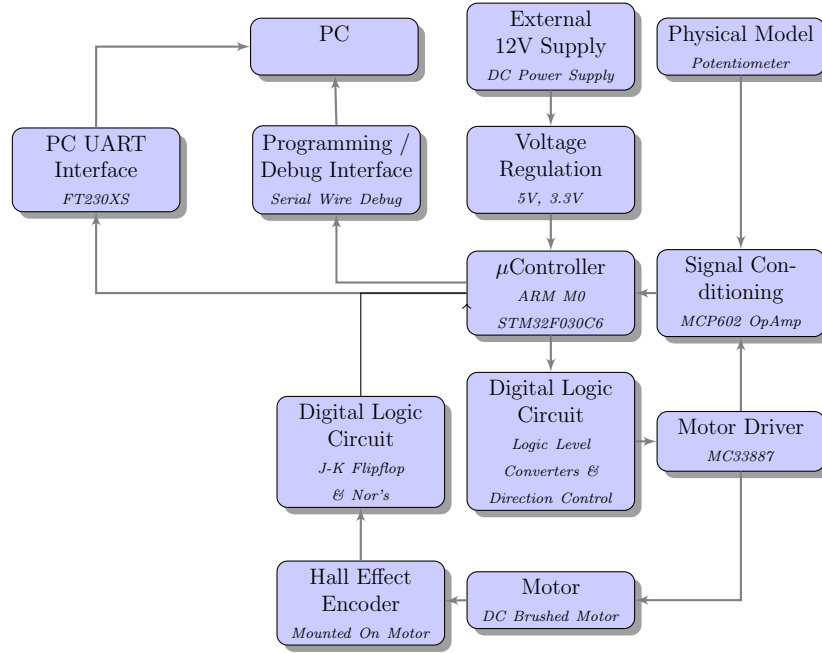 PC
External
12V Supply
DC Power Supply
Physical Model
Potentiometer
PC UART
Interface
FT230XS
Programming /
Debug Interface
Serial Wire Debug
Voltage
Regulation
5V, 3.3V
μController
ARM M0
STM32F030C6
Signal Con-
ditioning
MCP602 OpAmp
Digital Logic
Circuit
J-K Flipflop
& Nor's
Digital Logic
Circuit
Logic Level
Converters &
Direction Control
Motor Driver
MC33887
Hall Effect
Encoder
Mounted On Motor
Motor
DC Brushed Motor